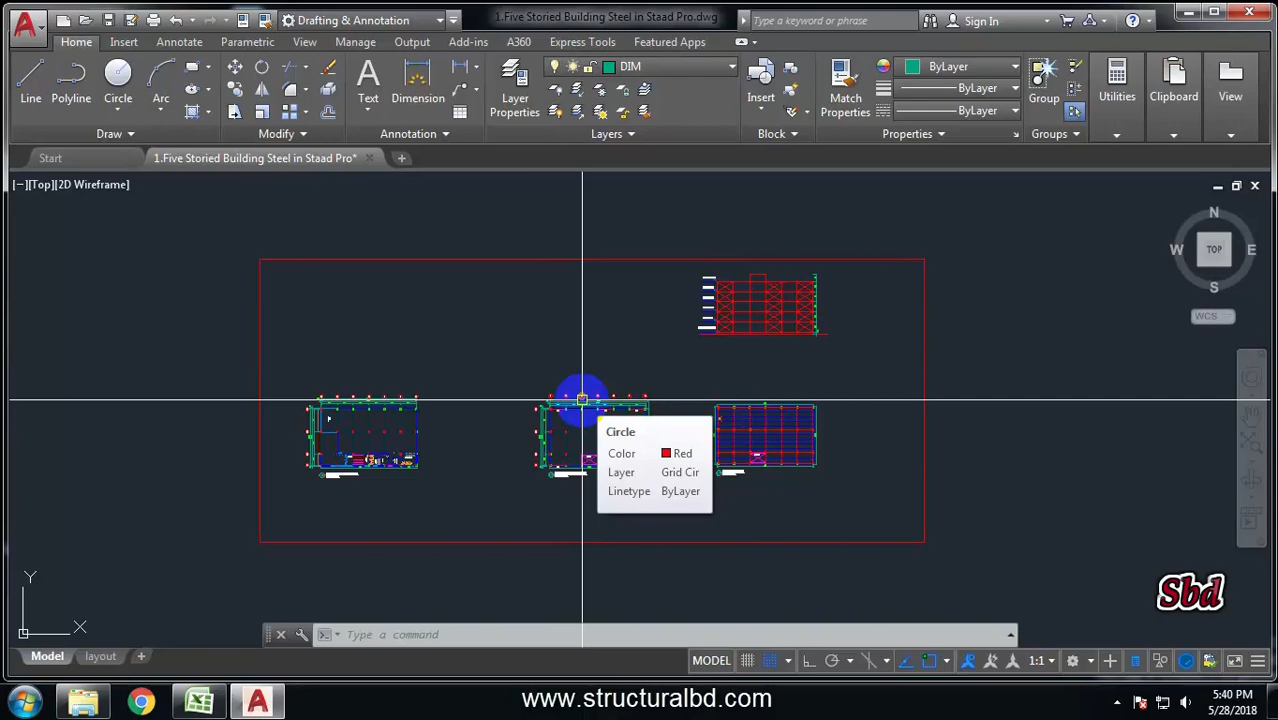 Drafting & Annotation
1.Five Storied Building Steel in Staad Pro.dwg
Type a keyword or phrase
Sign In
Home
Insert
Annotate
Parametric
View
Manage
Output
Add-ins
A360
Express Tools
Featured Apps
DIM
ByLayer
ByLayer
ByLayer
Line
Polyline
Circle
Arc
Text
Dimension
Layer
Properties
Insert
Match
Properties
Group
Utilities
Clipboard
View
Draw
Modify
Annotation
Layers
Block
Properties
Groups
Start
1.Five Storied Building Steel in Staad Pro*
[−][Top][2D Wireframe]
N
W
TOP
E
S
WCS
Circle
Color
Red
Layer
Grid Cir
Linetype
ByLayer
Y
X
Sbd
Type a command
Model
layout
MODEL
1:1
www.structuralbd.com
5:40 PM
5/28/2018